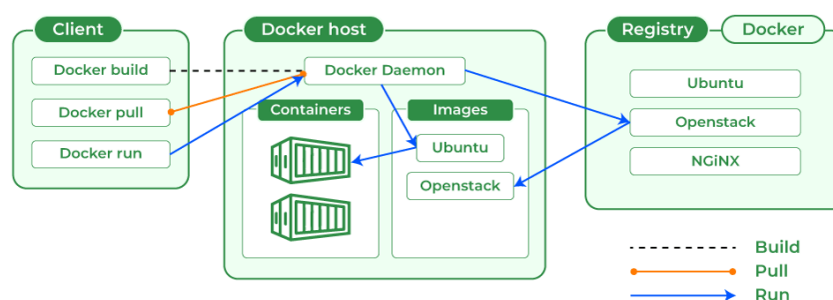 Client
Docker build
Docker pull
Docker run
Docker host
Docker Daemon
Containers
Images
Ubuntu
Openstack
Registry
Docker
Ubuntu
Openstack
NGiNX
Build
Pull
Run